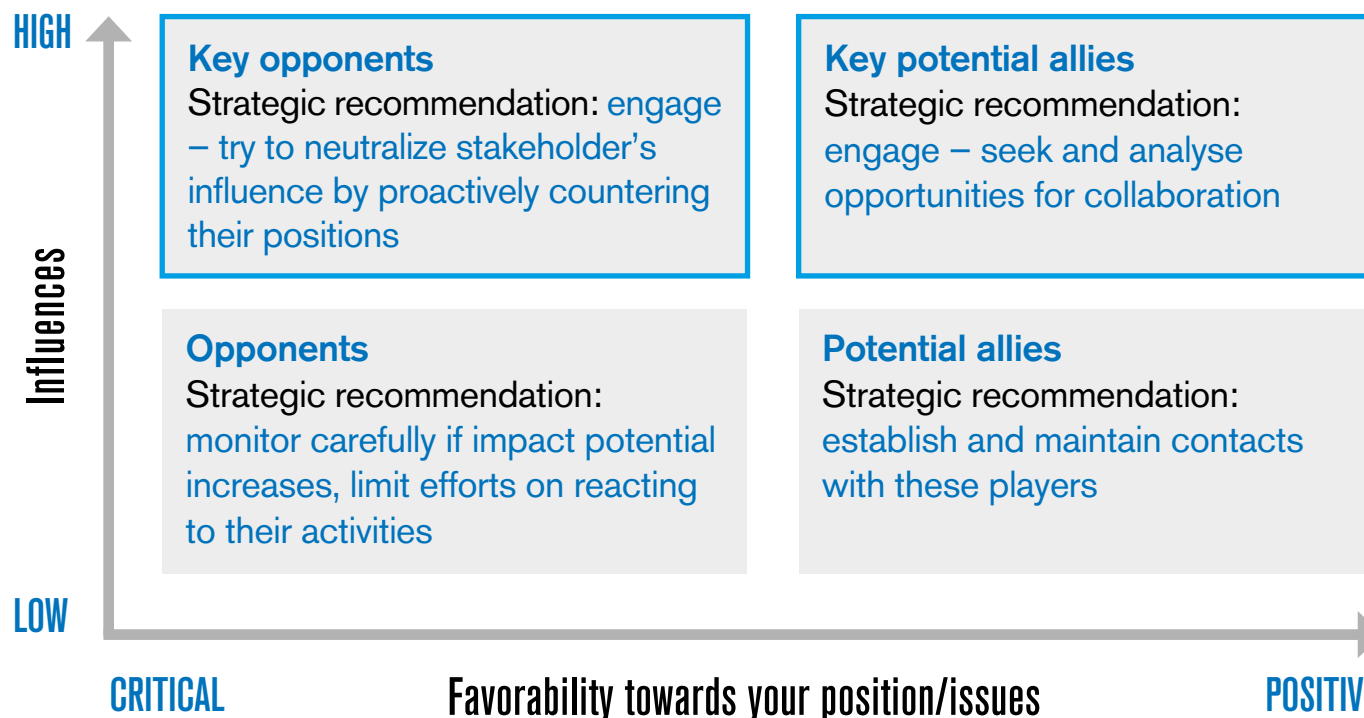 HIGH
Key opponents
Strategic recommendation: engage
– try to neutralize stakeholder's
influence by proactively countering
their positions
Key potential allies
Strategic recommendation:
engage – seek and analyse
opportunities for collaboration
Influences
Opponents
Strategic recommendation:
monitor carefully if impact potential
increases, limit efforts on reacting
to their activities
Potential allies
Strategic recommendation:
establish and maintain contacts
with these players
LOW
CRITICAL
Favorability towards your position/issues
POSITIV